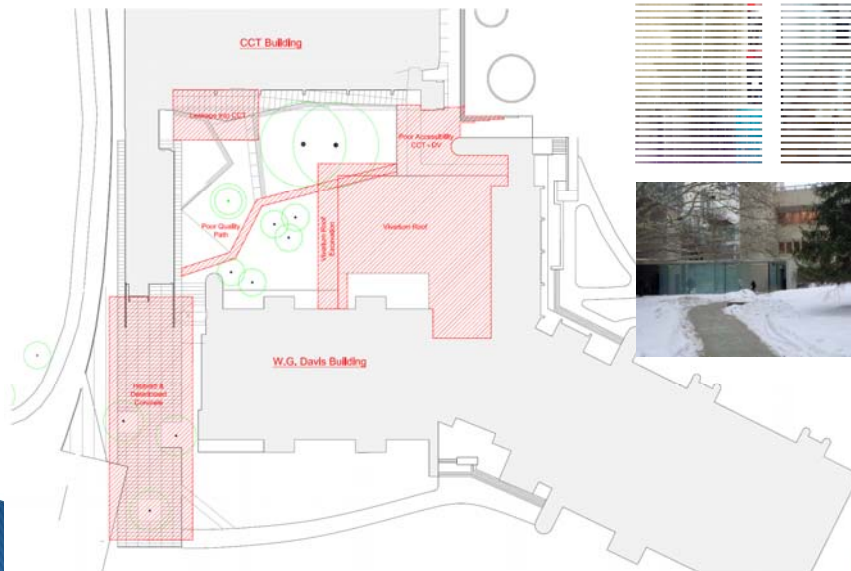 CCT Building
Leakage into CCT
Poor Accessibility
CCT - DV
Poor Quality
Path
Vivarium Roof
Excavation
Vivarium Roof
W.G. Davis Building
Heaved &
Deteriorated
Concrete